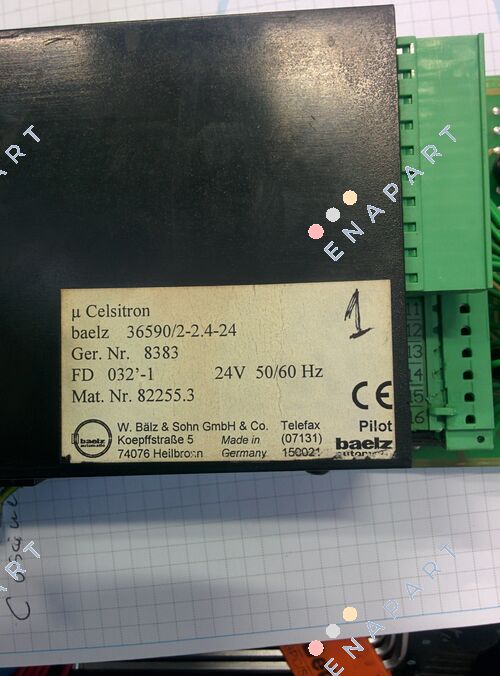 µ Celsitron
baelz 36590/2-2.4-24
Ger. Nr. 8383
FD 032'-1 24V 50/60 Hz
Mat. Nr. 82255.3
1
CE
Pilot
baelz
automatic
W. Bälz & Sohn GmbH & Co. Telefax
Koepffstraße 5 Made in (07131)
74076 Heilbronn Germany 150021
baelz
11
12
13
14
15
16
ENAPART
ENAPART
ENAPART